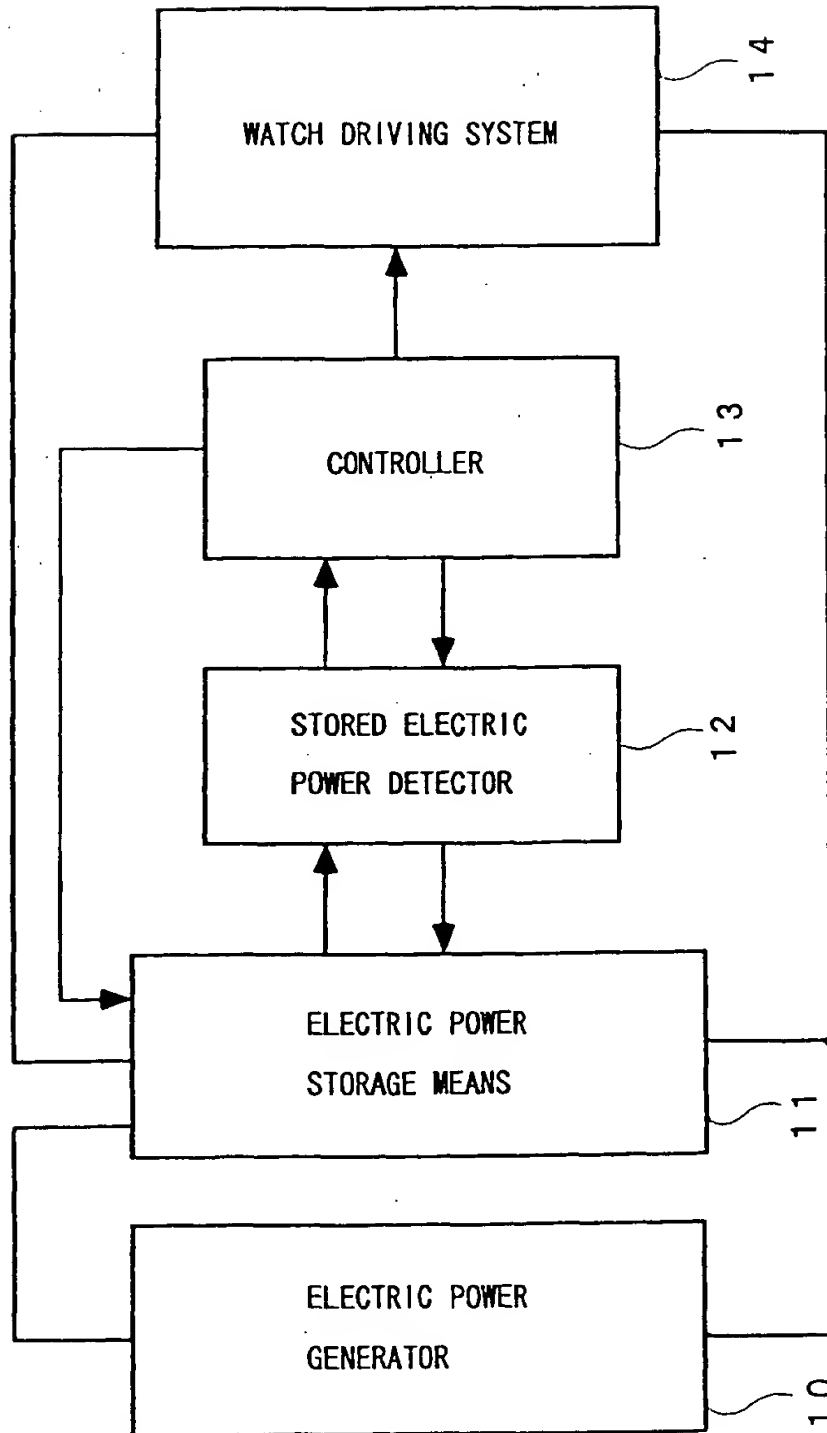 WATCH DRIVING SYSTEM
14
CONTROLLER
13
STORED ELECTRIC
POWER DETECTOR
12
ELECTRIC POWER
STORAGE MEANS
11
ELECTRIC POWER
GENERATOR
10